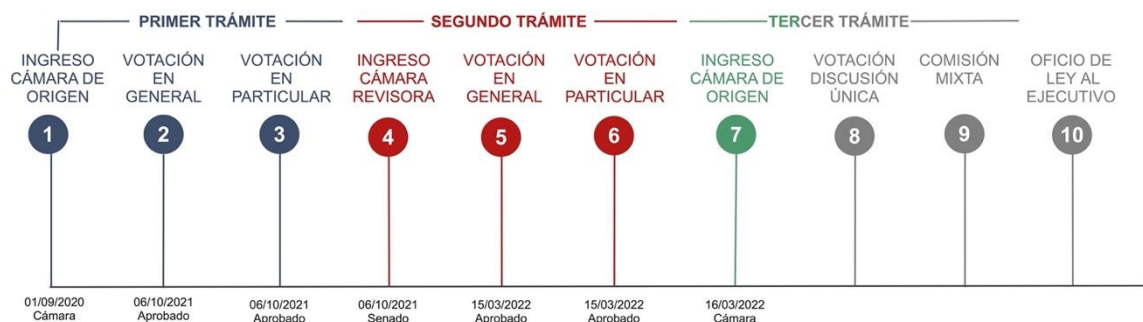 PRIMER TRÁMITE
SEGUNDO TRÁMITE
TERCER TRÁMITE
INGRESO
CÁMARA DE
ORIGEN
VOTACIÓN
EN
GENERAL
VOTACIÓN
EN
PARTICULAR
INGRESO
CÁMARA
REVISORA
VOTACIÓN
EN
GENERAL
VOTACIÓN
EN
PARTICULAR
INGRESO
CÁMARA DE
ORIGEN
VOTACIÓN
DISCUSIÓN
ÚNICA
COMISIÓN
MIXTA
OFICIO DE
LEY AL
EJECUTIVO
1
2
3
4
5
6
7
8
9
10
01/09/2020
Cámara
06/10/2021
Aprobado
06/10/2021
Aprobado
06/10/2021
Senado
15/03/2022
Aprobado
15/03/2022
Aprobado
16/03/2022
Cámara